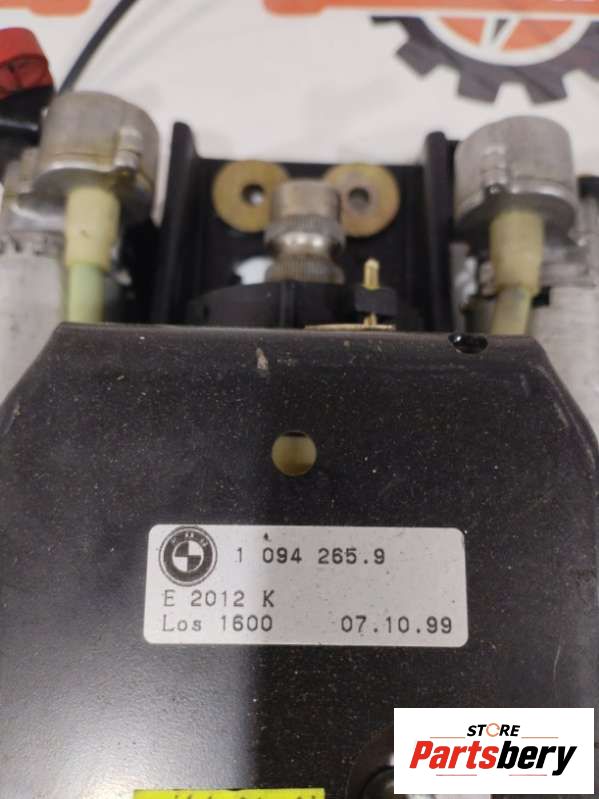 1 094 265.9
E 2012 K
Los 1600 07.10.99
STORE
Partsbery